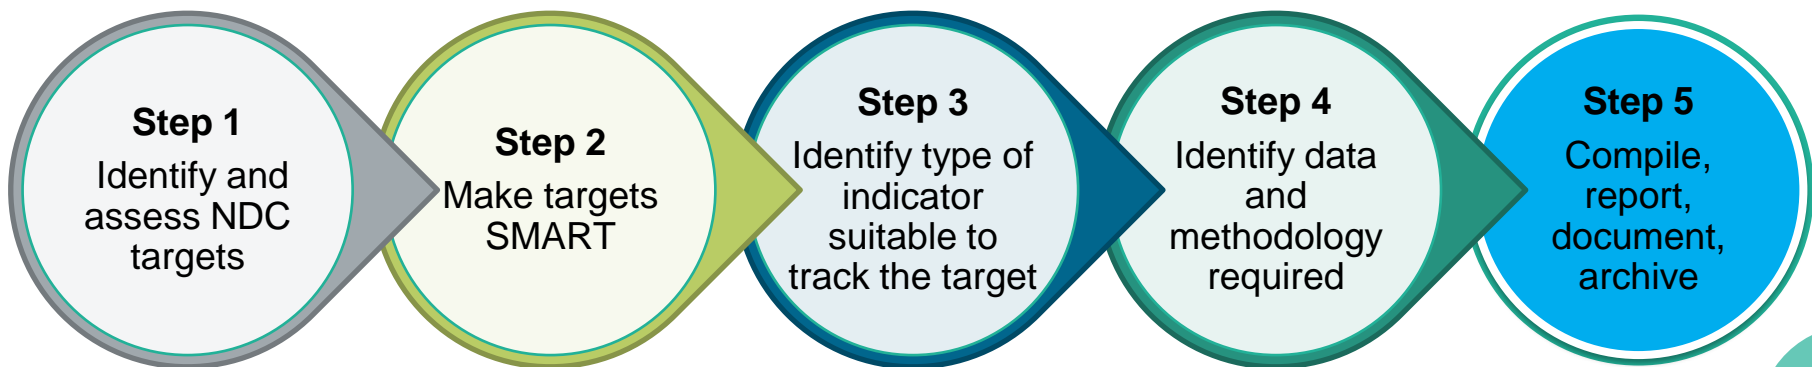 Step 1
Identify and
assess NDC
targets
Step 2
Make targets
SMART
Step 3
Identify type of
indicator
suitable to
track the target
Step 4
Identify data
and
methodology
required
Step 5
Compile,
report,
document,
archive